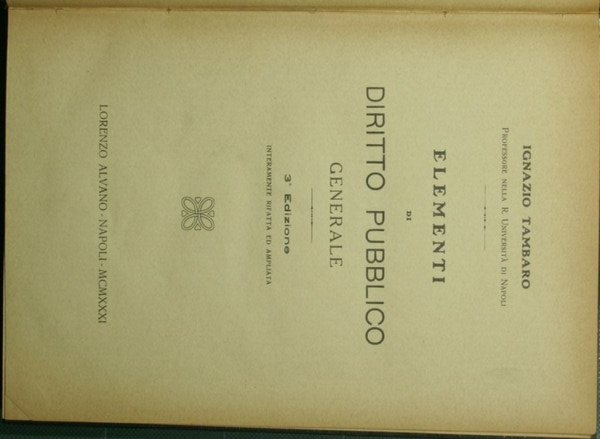 IGNAZIO TAMBARO
PROFESSORE NELLA R. UNIVERSITÀ DI NAPOLI
ELEMENTI
DI
DIRITTO PUBBLICO
GENERALE
3ª Edizione
INTERAMENTE RIFATTA ED AMPLIATA
LORENZO ALVANO - NAPOLI - MCMXXXI